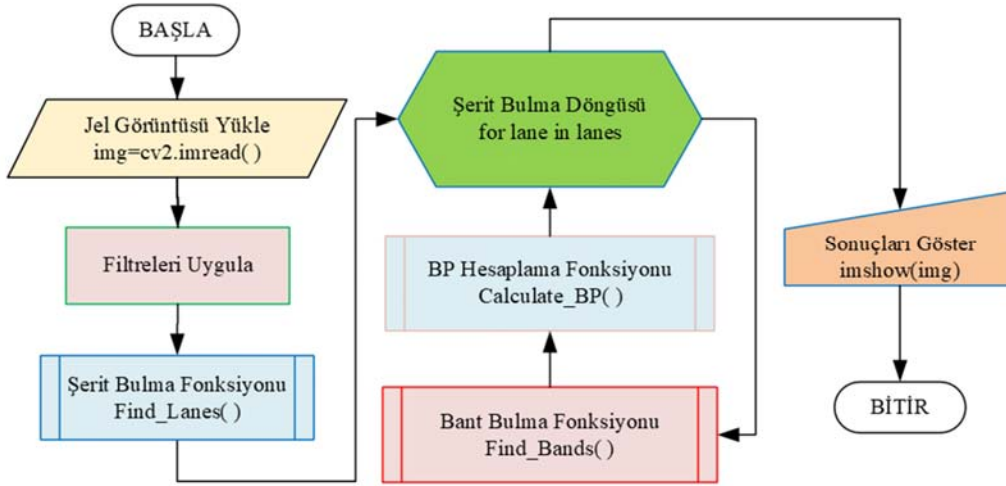 BAŞLA
Jel Görüntüsü Yükle
img=cv2.imread( )
Filtreleri Uygula
Şerit Bulma Fonksiyonu
Find_Lanes( )
Şerit Bulma Döngüsü
for lane in lanes
BP Hesaplama Fonksiyonu
Calculate_BP( )
Bant Bulma Fonksiyonu
Find_Bands( )
Sonuçları Göster
imshow(img)
BİTİR